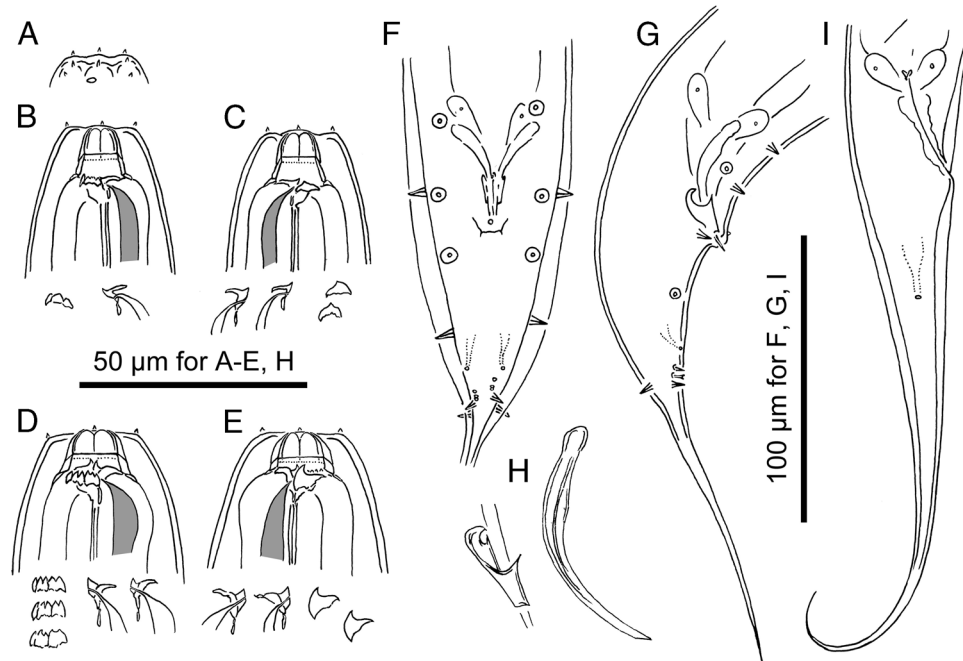 A
F
G
I
B
C
50 μm for A-E, H
D
E
H
100 μm for F, G, I